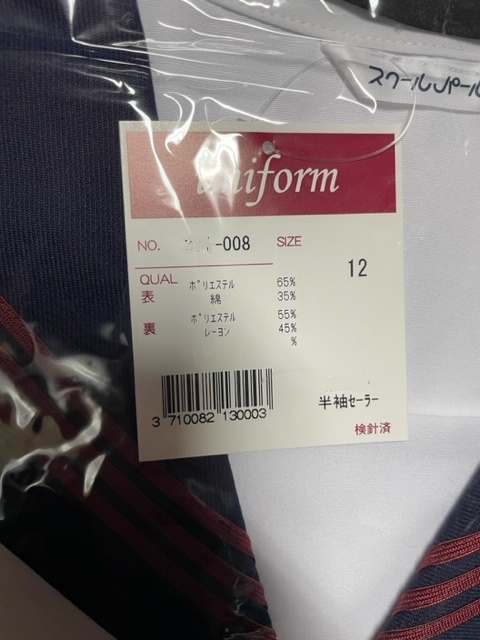 スクールパール
uniform
NO. -008 SIZE
12
QUAL
表 ポリエステル 65%
綿 35%
裏 ポリエステル 55%
レーヨン 45%
%
3 710082 130003
半袖セーラー
検針済